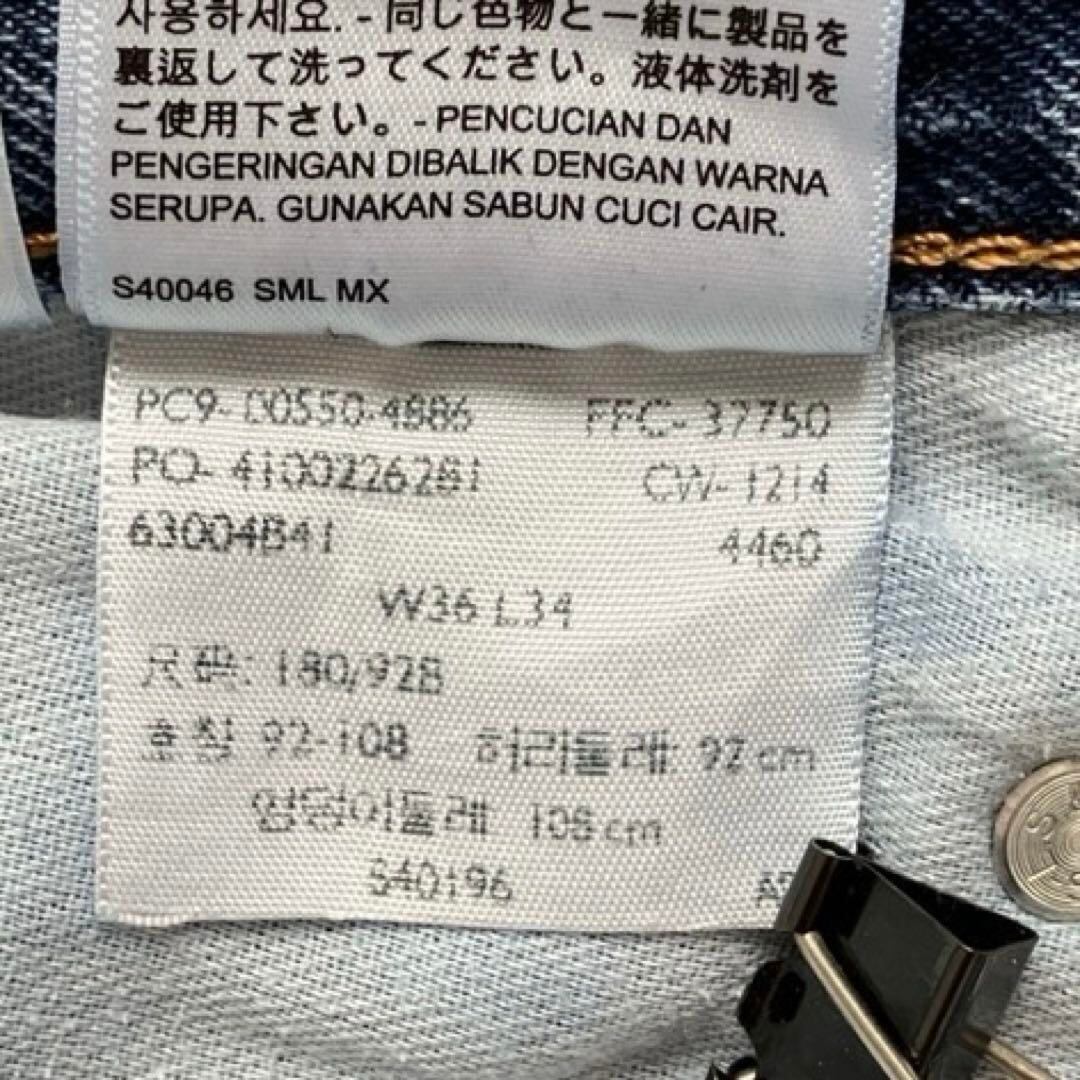 사용하세요. - 同じ色物と一緒に製品を
裏返して洗ってください。液体洗剤を
ご使用下さい。- PENCUCIAN DAN
PENGERINGAN DIBALIK DENGAN WARNA
SERUPA. GUNAKAN SABUN CUCI CAIR.
S40046 SML MX
PC9- 00550-4886 FFC- 37750
PO- 4100226281 CW- 1214
63004B41 4460
W36 L34
尺码: 180/92B
호칭 92-108 허리둘레: 92 cm
엉덩이둘레 108 cm
S40196